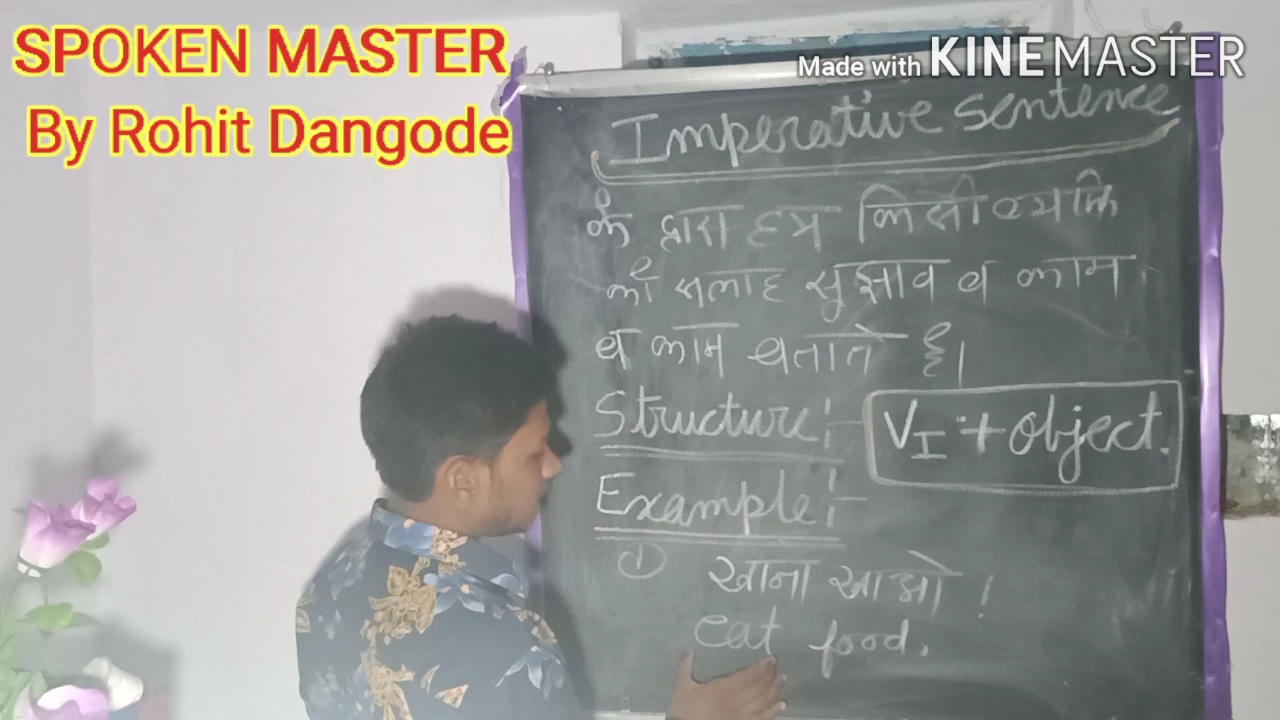 SPOKEN MASTER
By Rohit Dangode
Made with KINEMASTER
Imperative sentence
के द्वारा हम किसी व्यक्ति
को सलाह सुझाव व काम
व काम बताते है।
Structure:- V₁ + object.
Example:-
① खाना खाओ !
eat food.